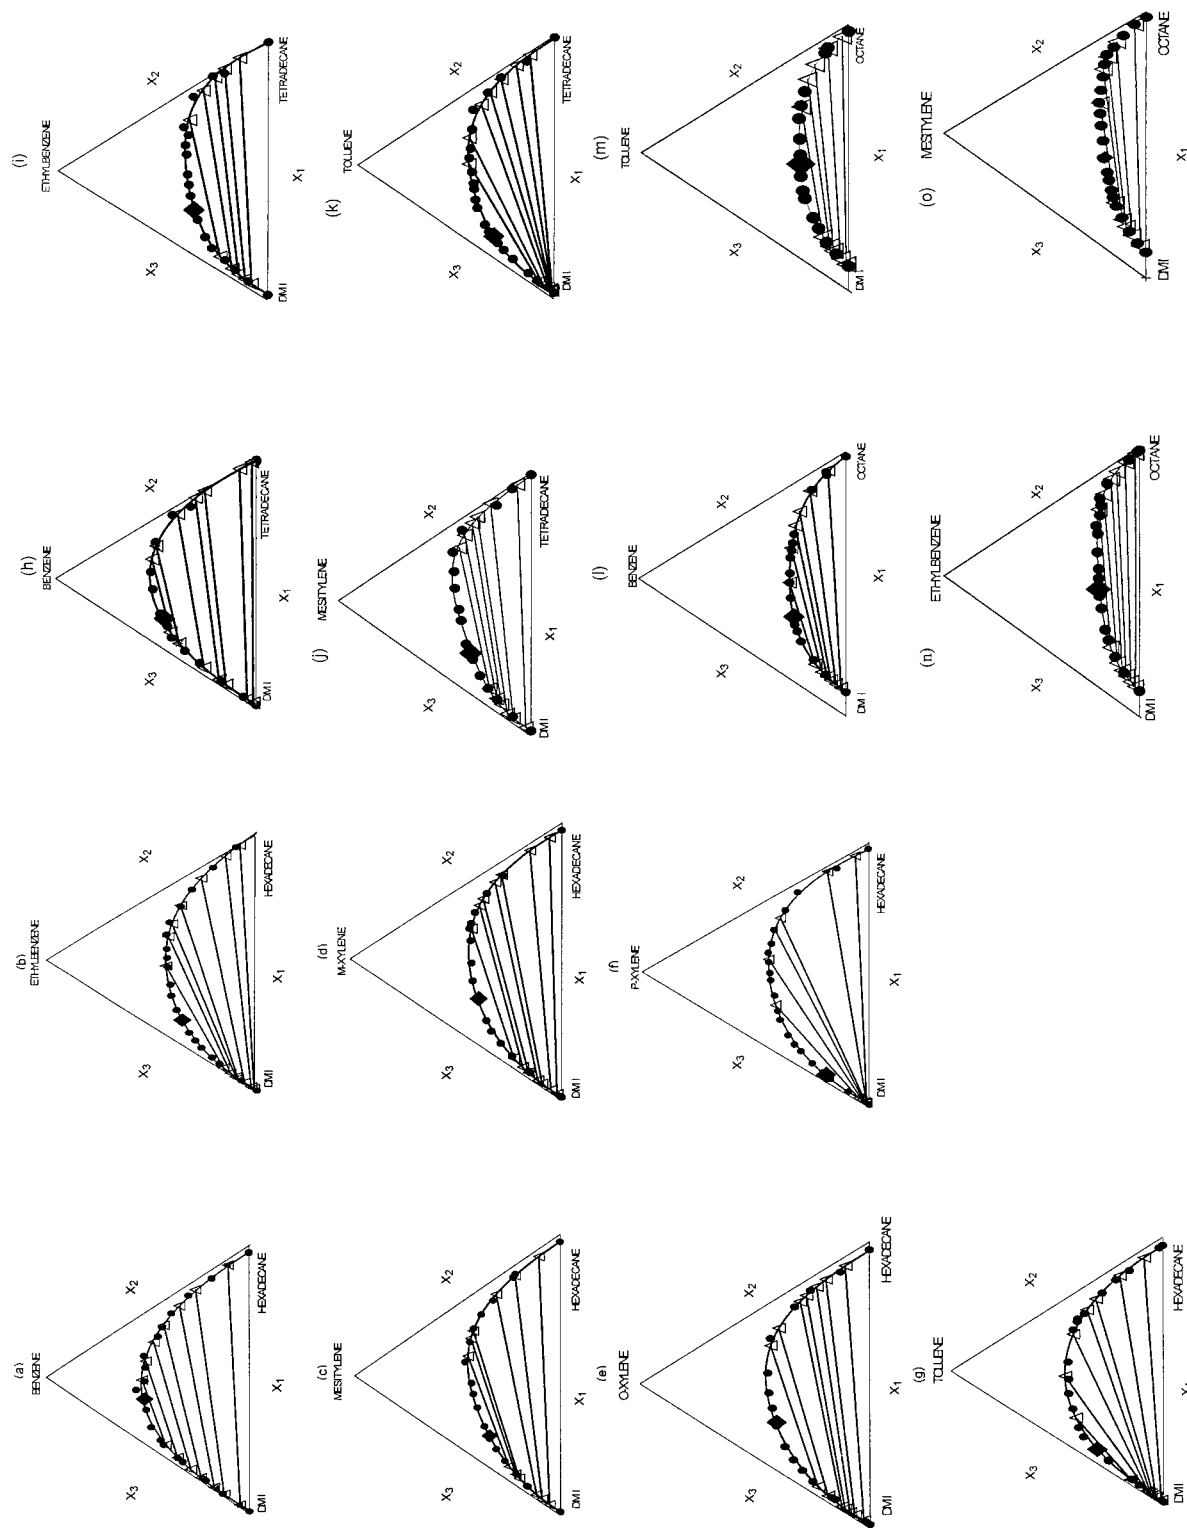 (i)
ETHYLBENZENE
X3
X2
DMI
TETRADECANE
X1
(k)
TOLUENE
X3
X2
DMI
TETRADECANE
X1
(m)
TOLUENE
X3
X2
DMI
OCTANE
X1
MESITYLENE
(o)
X3
X2
DMI
OCTANE
X1
(h)
BENZENE
X3
X2
DMI
TETRADECANE
X1
(j)
MESITYLENE
X3
X2
DMI
TETRADECANE
X1
(l)
BENZENE
X3
X2
DMI
OCTANE
X1
ETHYLBENZENE
(n)
X3
X2
DMI
OCTANE
X1
(b)
ETHYLBENZENE
X3
X2
DMI
HEXADECANE
X1
(d)
M-XYLENE
X3
X2
DMI
HEXADECANE
X1
(f)
P-XYLENE
X3
X2
DMI
HEXADECANE
X1
(a)
BENZENE
X3
X2
DMI
HEXADECANE
X1
(c)
MESITYLENE
X3
X2
DMI
HEXADECANE
X1
(e)
O-XYLENE
X3
X2
DMI
HEXADECANE
X1
(g)
TOLUENE
X3
X2
DMI
HEXADECANE